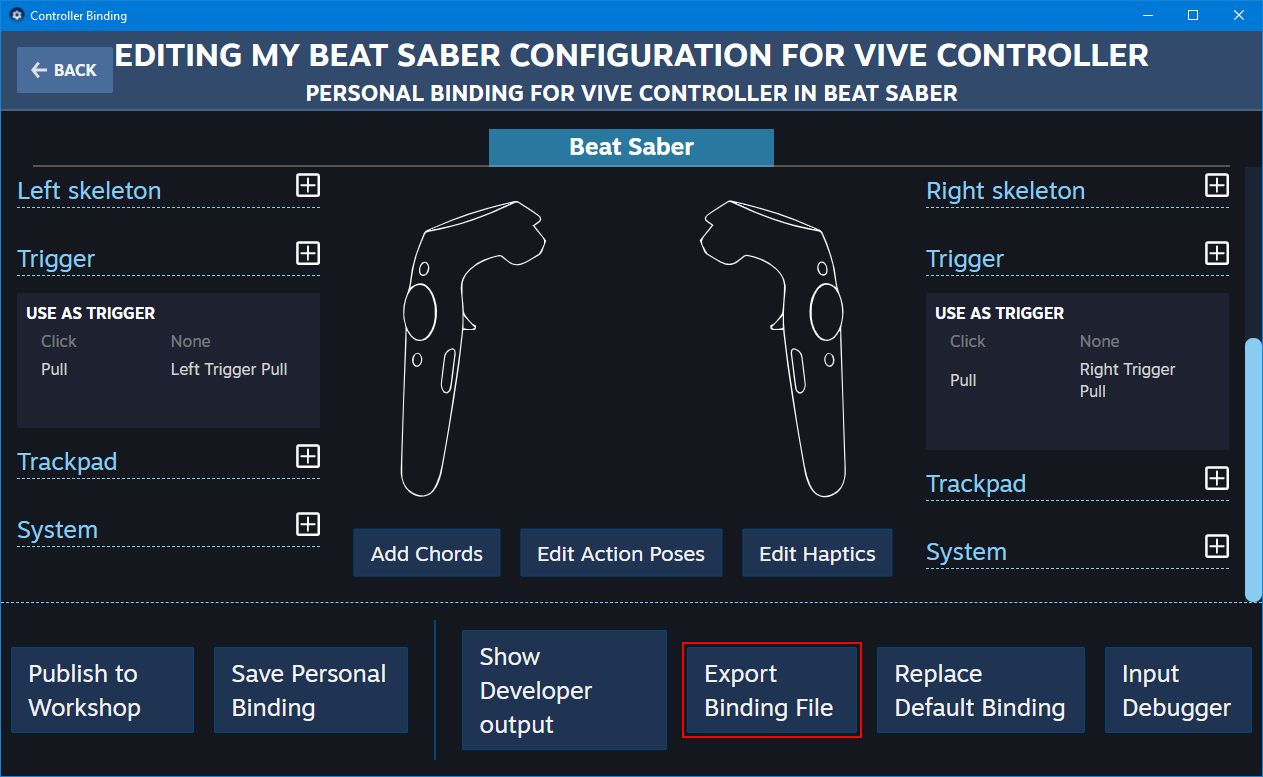 Controller Binding
BACK
EDITING MY BEAT SABER CONFIGURATION FOR VIVE CONTROLLER
PERSONAL BINDING FOR VIVE CONTROLLER IN BEAT SABER
Beat Saber
Left skeleton
Trigger
USE AS TRIGGER
Click None
Pull Left Trigger Pull
Trackpad
System
Right skeleton
Trigger
USE AS TRIGGER
Click None
Pull Right Trigger
Pull
Trackpad
System
Add Chords
Edit Action Poses
Edit Haptics
Publish to
Workshop
Save Personal
Binding
Show
Developer
output
Export
Binding File
Replace
Default Binding
Input
Debugger